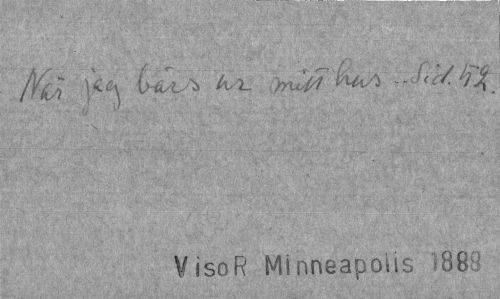 När jag bärs ur mitt hus .. Sid. 52.
VisoR Minneapolis 1888